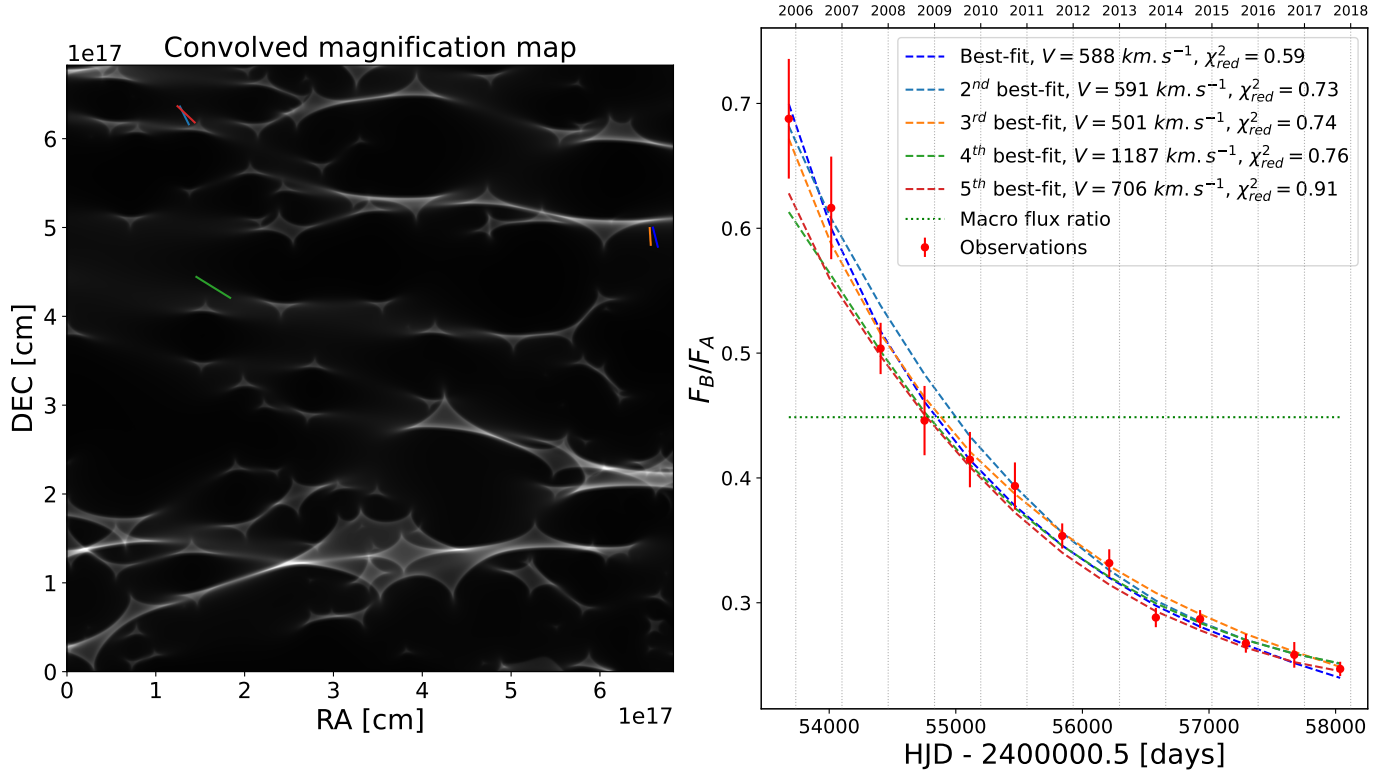 1e17 Convolved magnification map
6
5
4
3
2
1
0
DEC [cm]
0 1 2 3 4 5 6
RA [cm] 1e17
2006 2007 2008 2009 2010 2011 2012 2013 2014 2015 2016 2017 2018
Best-fit, V = 588 km.s⁻¹, χ²red = 0.59
2nd best-fit, V = 591 km.s⁻¹, χ²red = 0.73
3rd best-fit, V = 501 km.s⁻¹, χ²red = 0.74
4th best-fit, V = 1187 km.s⁻¹, χ²red = 0.76
5th best-fit, V = 706 km.s⁻¹, χ²red = 0.91
Macro flux ratio
Observations
0.7
0.6
0.5
0.4
0.3
F_B/F_A
54000 55000 56000 57000 58000
HJD - 2400000.5 [days]